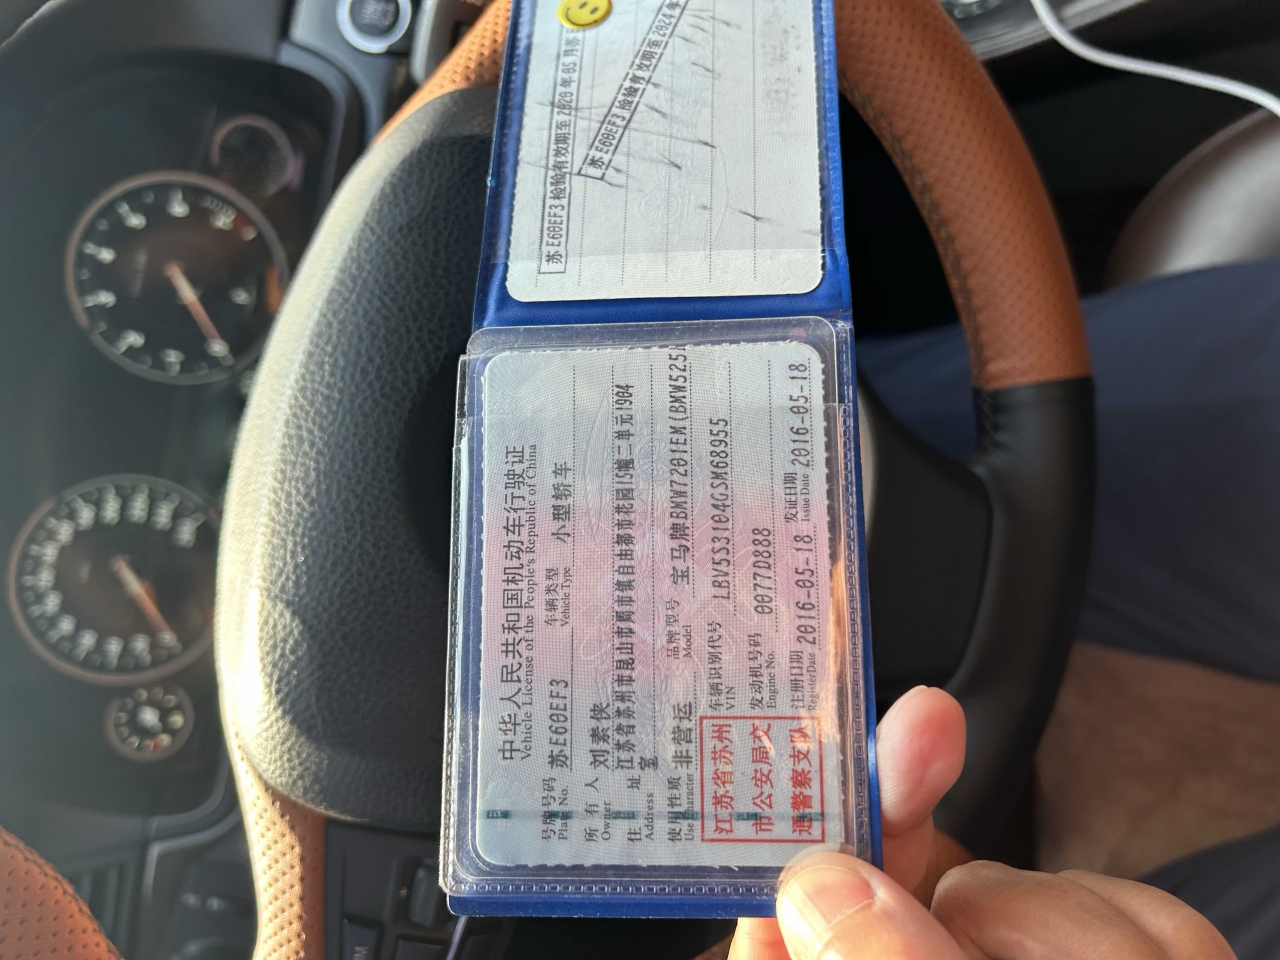 苏E60EF3检验有效期至2020年05月苏E
苏E60EF3检验有效期至2024年
中华人民共和国机动车行驶证
Vehicle License of the People's Republic of China
号牌号码 苏E60EF3 车辆类型 小型轿车
Plate No. Vehicle Type
所有人 刘素侠
Owner
住址 江苏省苏州市昆山市周市镇自由都市花园15幢二单元1904
Address 室
使用性质 非营运 品牌型号 宝马牌BMW7201EM(BMW525
Use Character Model
江苏省苏州
市公安局交
通警察支队
车辆识别代号 LBV5S3104GSM68955
VIN
发动机号码 0077D888
Engine No.
注册日期 2016-05-18 发证日期 2016-05-18
Register Date Issue Date